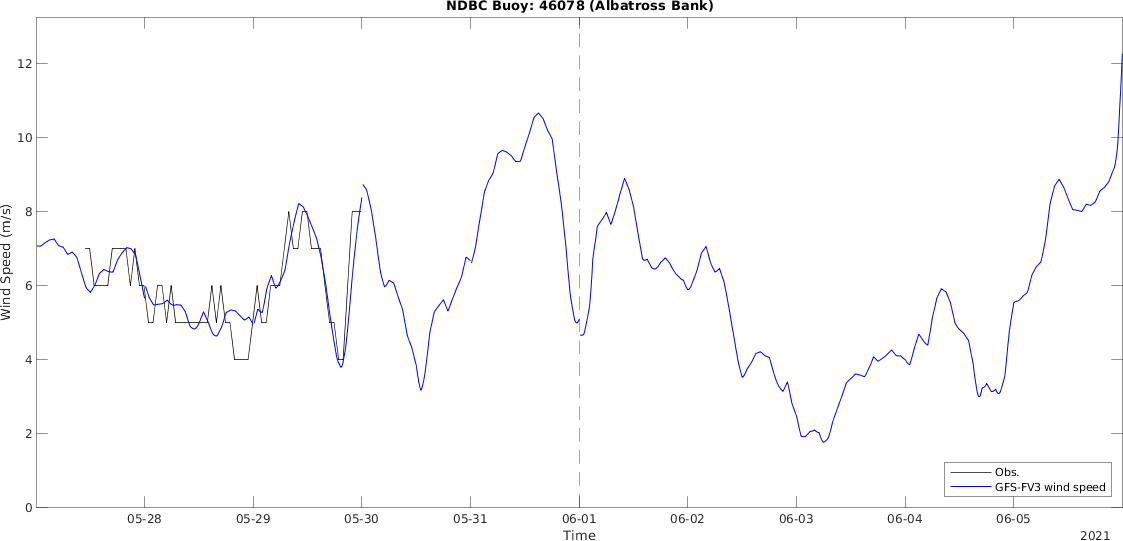 NDBC Buoy: 46078 (Albatross Bank)
Wind Speed (m/s)
12
10
8
6
4
2
0
05-28 05-29 05-30 05-31 06-01 06-02 06-03 06-04 06-05
Time
2021
Obs.
GFS-FV3 wind speed